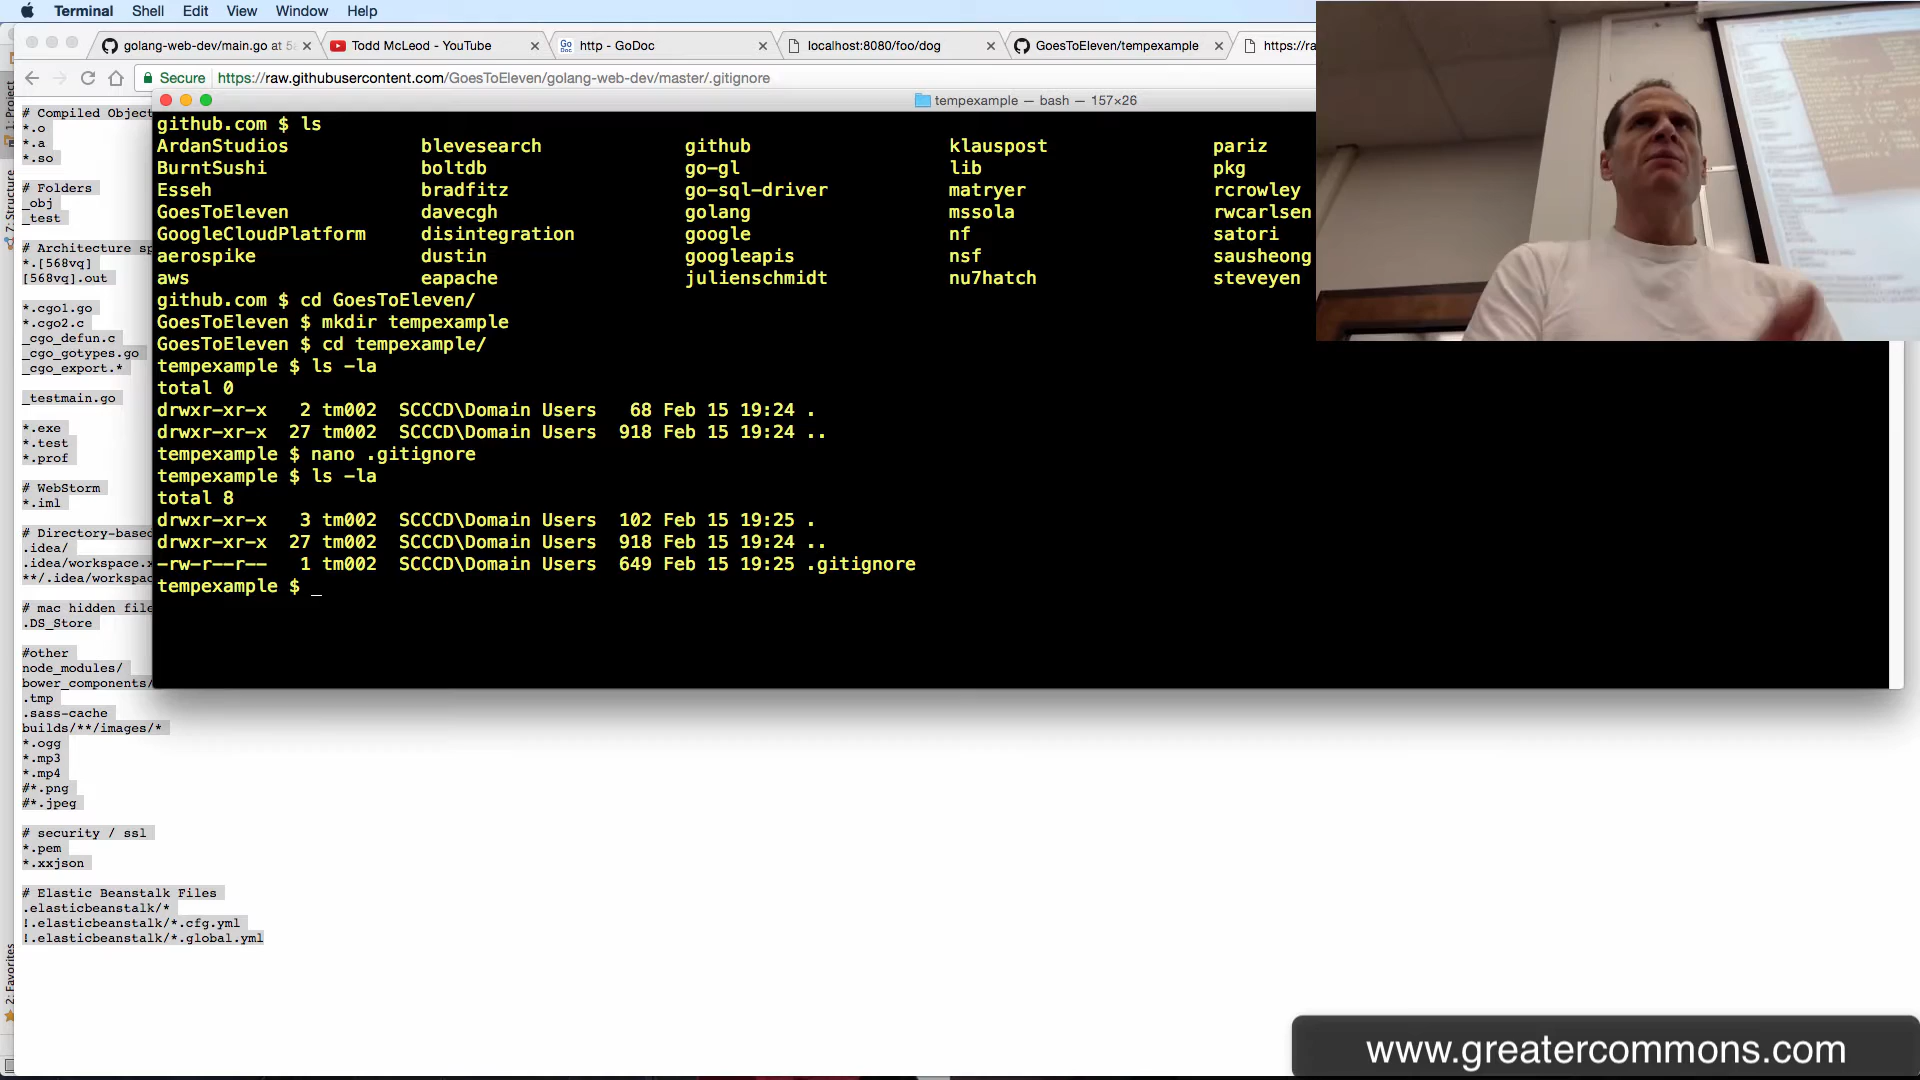 Terminal Shell Edit View Window Help
golang-web-dev/main.go at 5a
Todd McLeod - YouTube
http - GoDoc
localhost:8080/foo/dog
GoesToEleven/tempexample
https://ra
Secure https://raw.githubusercontent.com/GoesToEleven/golang-web-dev/master/.gitignore
1: Project
7: Structure
2: Favorites
# Compiled Object
*.o
*.a
*.so
# Folders
_obj
_test
# Architecture sp
*.[568vq]
[568vq].out
*.cgo1.go
*.cgo2.c
_cgo_defun.c
_cgo_gotypes.go
_cgo_export.*
_testmain.go
*.exe
*.test
*.prof
# WebStorm
*.iml
# Directory-based
.idea/
.idea/workspace.x
**/.idea/workspac
# mac hidden file
.DS_Store
#other
node_modules/
bower_components/
.tmp
.sass-cache
builds/**/images/*
*.ogg
*.mp3
*.mp4
#*.png
#*.jpeg
# security / ssl
*.pem
*.xxjson
# Elastic Beanstalk Files
.elasticbeanstalk/*
!.elasticbeanstalk/*.cfg.yml
!.elasticbeanstalk/*.global.yml
tempexample — bash — 157×26
github.com $ ls
ArdanStudios blevesearch github klauspost pariz
BurntSushi boltdb go-gl lib pkg
Esseh bradfitz go-sql-driver matryer rcrowley
GoesToEleven davecgh golang mssola rwcarlsen
GoogleCloudPlatform disintegration google nf satori
aerospike dustin googleapis nsf sausheong
aws eapache julienschmidt nu7hatch steveyen
github.com $ cd GoesToEleven/
GoesToEleven $ mkdir tempexample
GoesToEleven $ cd tempexample/
tempexample $ ls -la
total 0
drwxr-xr-x 2 tm002 SCCCD\Domain Users 68 Feb 15 19:24 .
drwxr-xr-x 27 tm002 SCCCD\Domain Users 918 Feb 15 19:24 ..
tempexample $ nano .gitignore
tempexample $ ls -la
total 8
drwxr-xr-x 3 tm002 SCCCD\Domain Users 102 Feb 15 19:25 .
drwxr-xr-x 27 tm002 SCCCD\Domain Users 918 Feb 15 19:24 ..
-rw-r--r-- 1 tm002 SCCCD\Domain Users 649 Feb 15 19:25 .gitignore
tempexample $ _
www.greatercommons.com